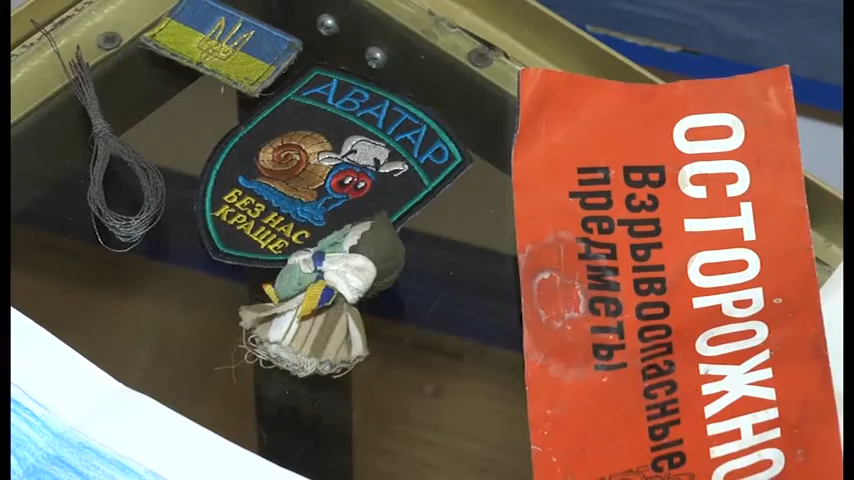 АВАТАР
БЕЗ НАС
КРАЩЕ
ОСТОРОЖНО
Взрывоопасные
предметы